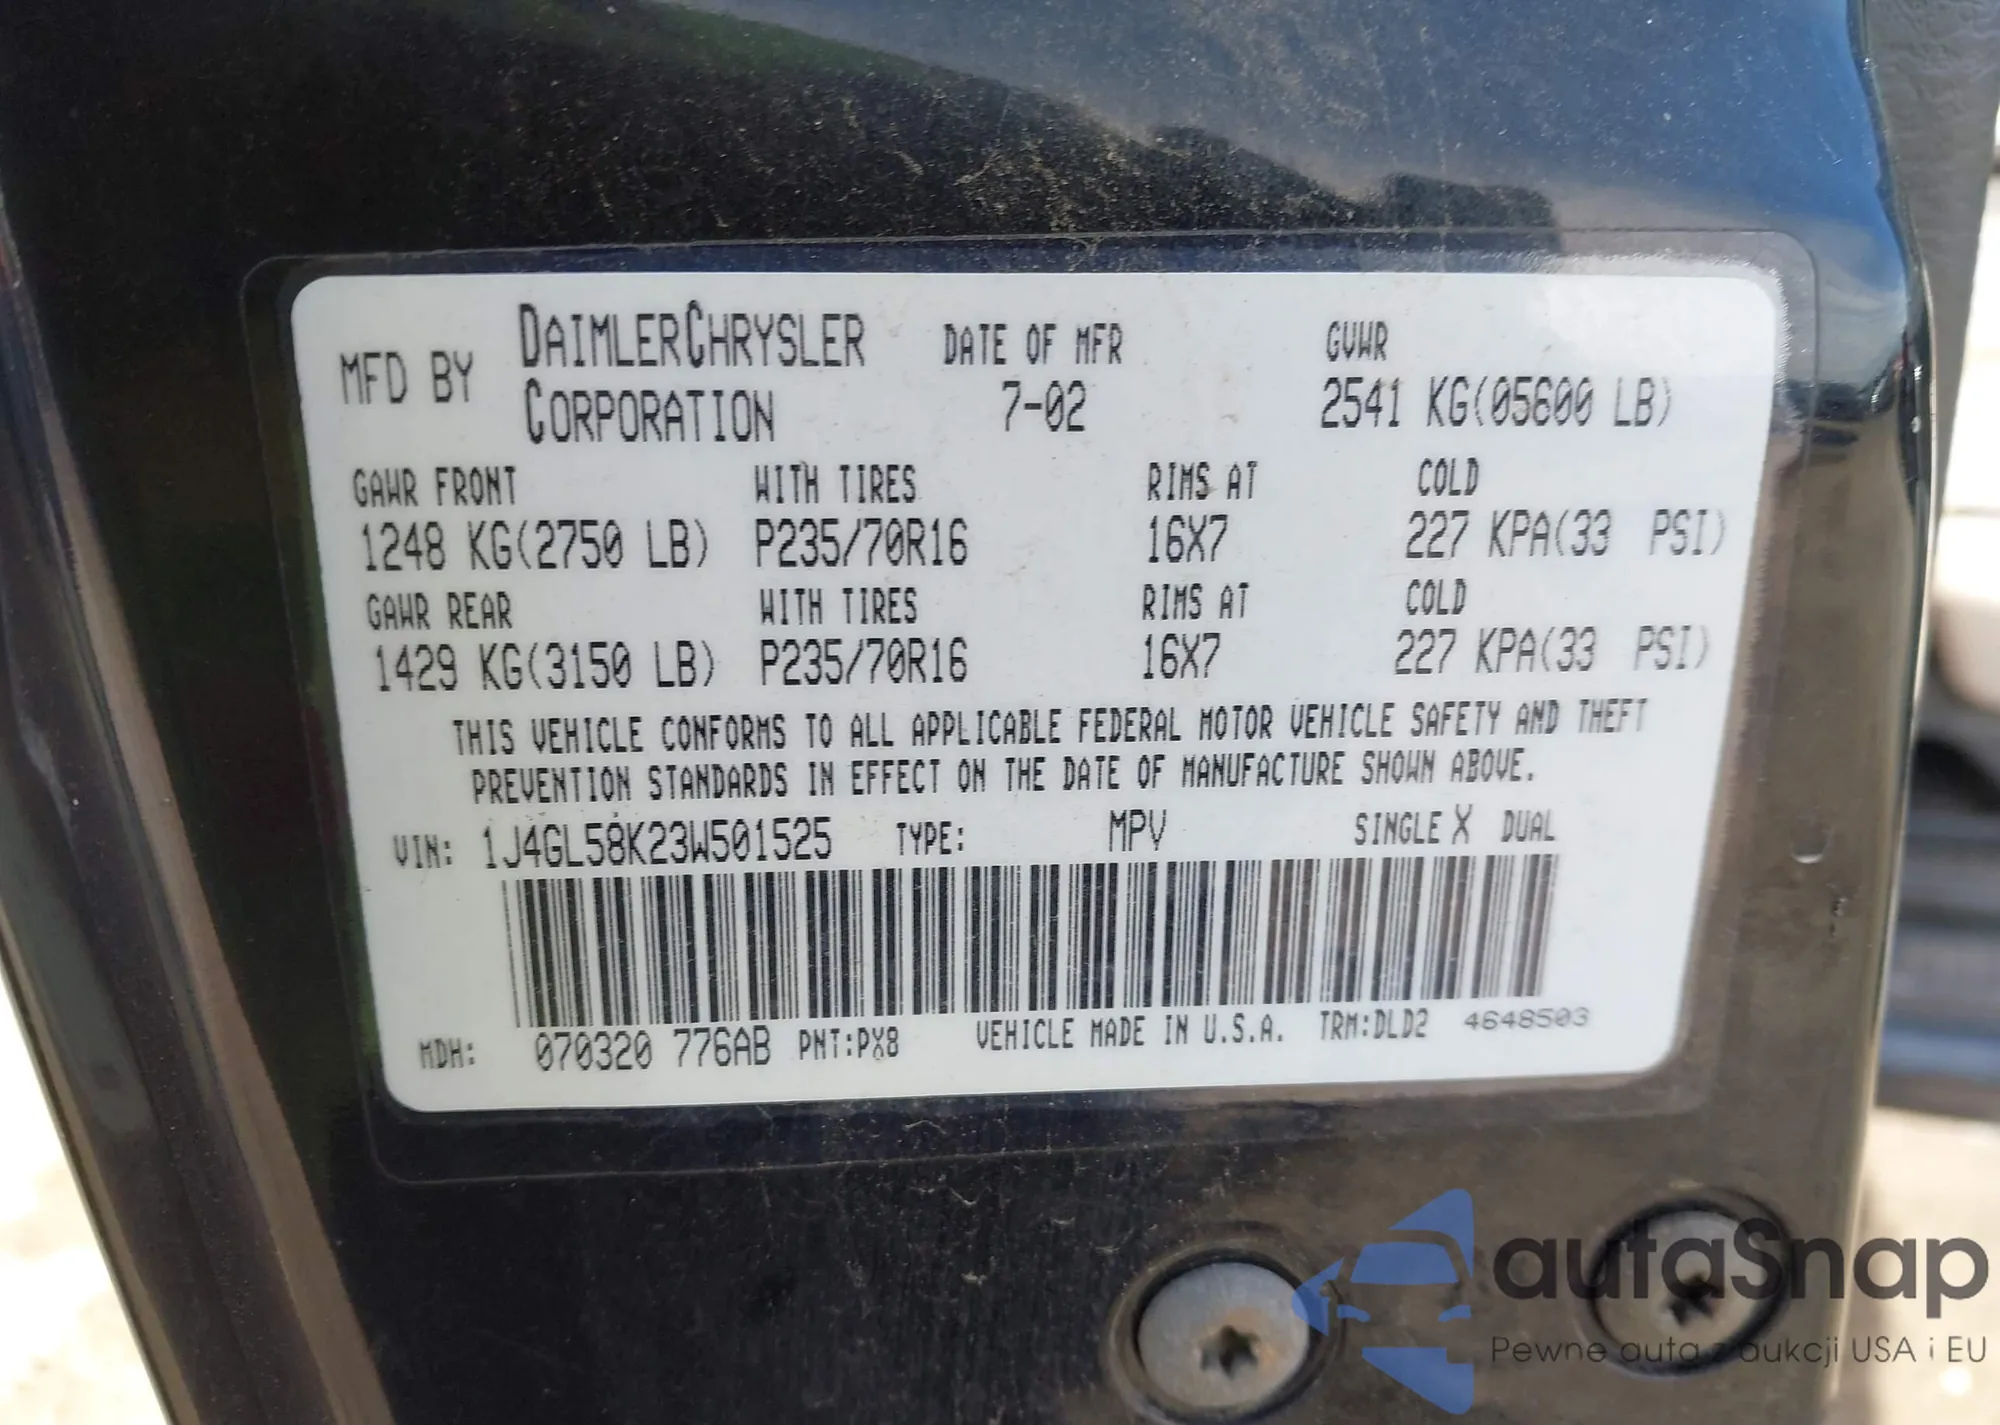 MFD BY DAIMLERCHRYSLER CORPORATION DATE OF MFR 7-02 GVWR 2541 KG(05600 LB)
GAWR FRONT WITH TIRES RIMS AT COLD
1248 KG(2750 LB) P235/70R16 16X7 227 KPA(33 PSI)
GAWR REAR WITH TIRES RIMS AT COLD
1429 KG(3150 LB) P235/70R16 16X7 227 KPA(33 PSI)
THIS VEHICLE CONFORMS TO ALL APPLICABLE FEDERAL MOTOR VEHICLE SAFETY AND THEFT
PREVENTION STANDARDS IN EFFECT ON THE DATE OF MANUFACTURE SHOWN ABOVE.
VIN: 1J4GL58K23W501525 TYPE: MPV SINGLE X DUAL
MDH: 070320 776AB PNT:PX8 VEHICLE MADE IN U.S.A. TRM:DLD2 4648503
autaSnap
Pewne auta z aukcji USA i EU